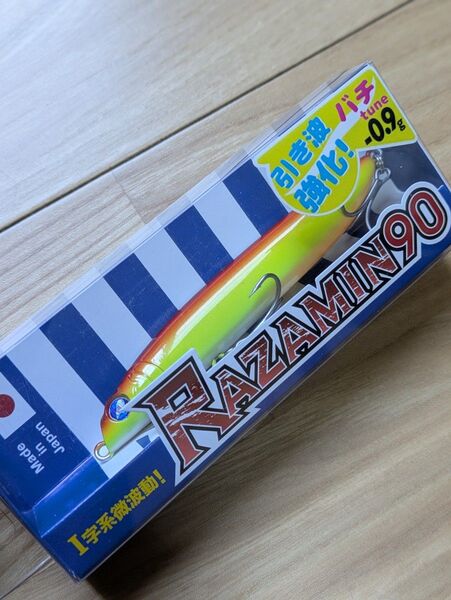 引き波
強化!
バチ
tune
-0.9g
RAZAMIN90
Made
In
Japan
I字系微波動!